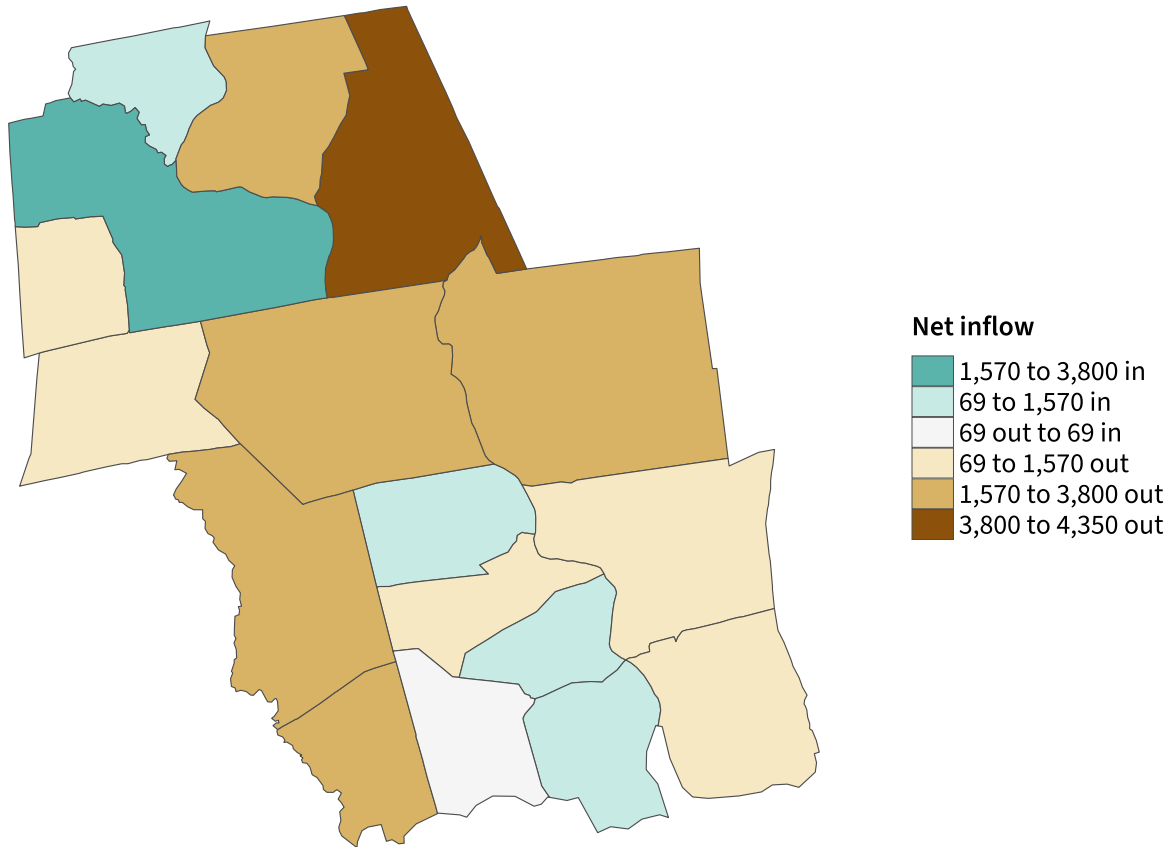 Net inflow
1,570 to 3,800 in
69 to 1,570 in
69 out to 69 in
69 to 1,570 out
1,570 to 3,800 out
3,800 to 4,350 out